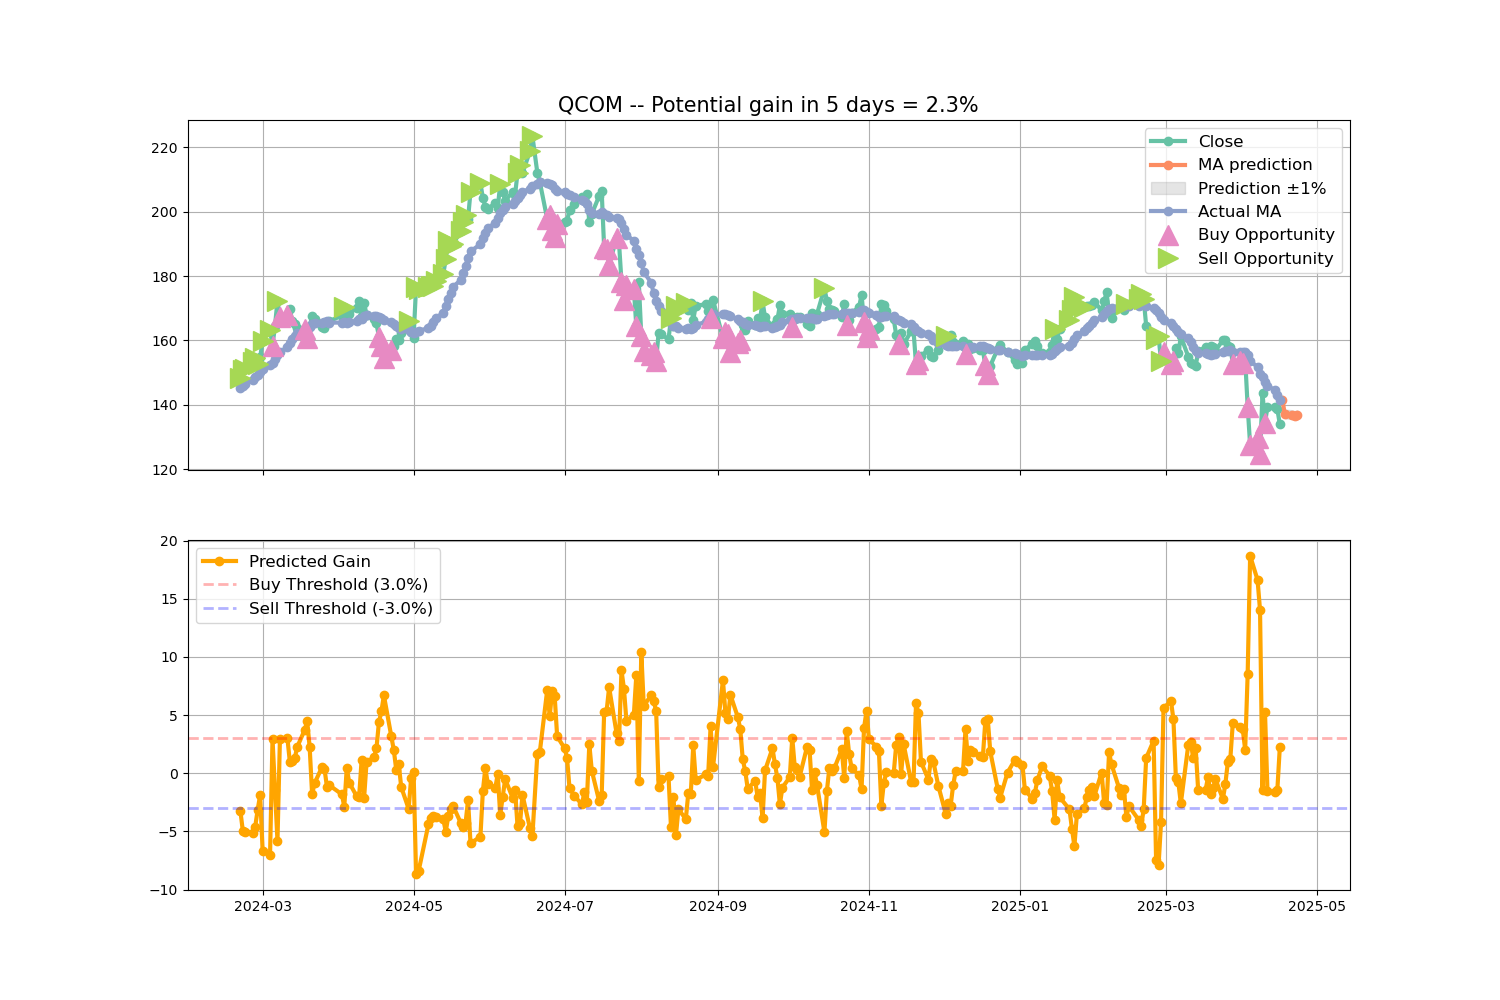 QCOM -- Potential gain in 5 days = 2.3%
220
200
180
160
140
120
Close
MA prediction
Prediction ±1%
Actual MA
Buy Opportunity
Sell Opportunity
20
15
10
5
0
−5
−10
Predicted Gain
Buy Threshold (3.0%)
Sell Threshold (-3.0%)
2024-03
2024-05
2024-07
2024-09
2024-11
2025-01
2025-03
2025-05